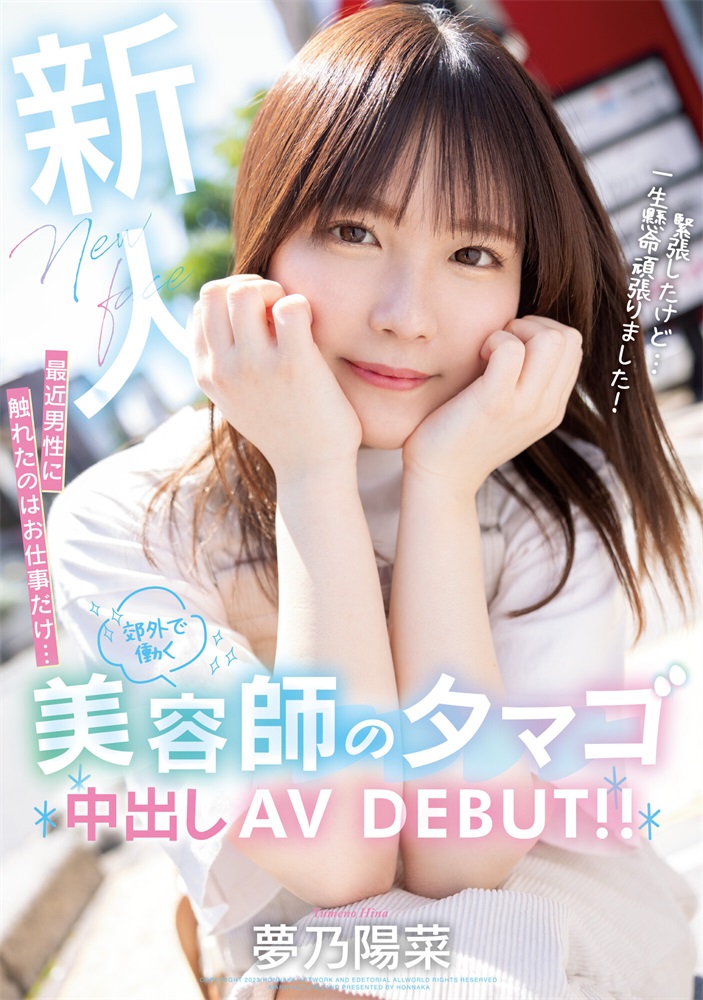 新人
New face
緊張したけど…
一生懸命頑張りました!
最近男性に
触れたのはお仕事だけ…
郊外で
働く
美容師のタマゴ
中出し AV DEBUT!!
Yumeno Hina
夢乃陽菜